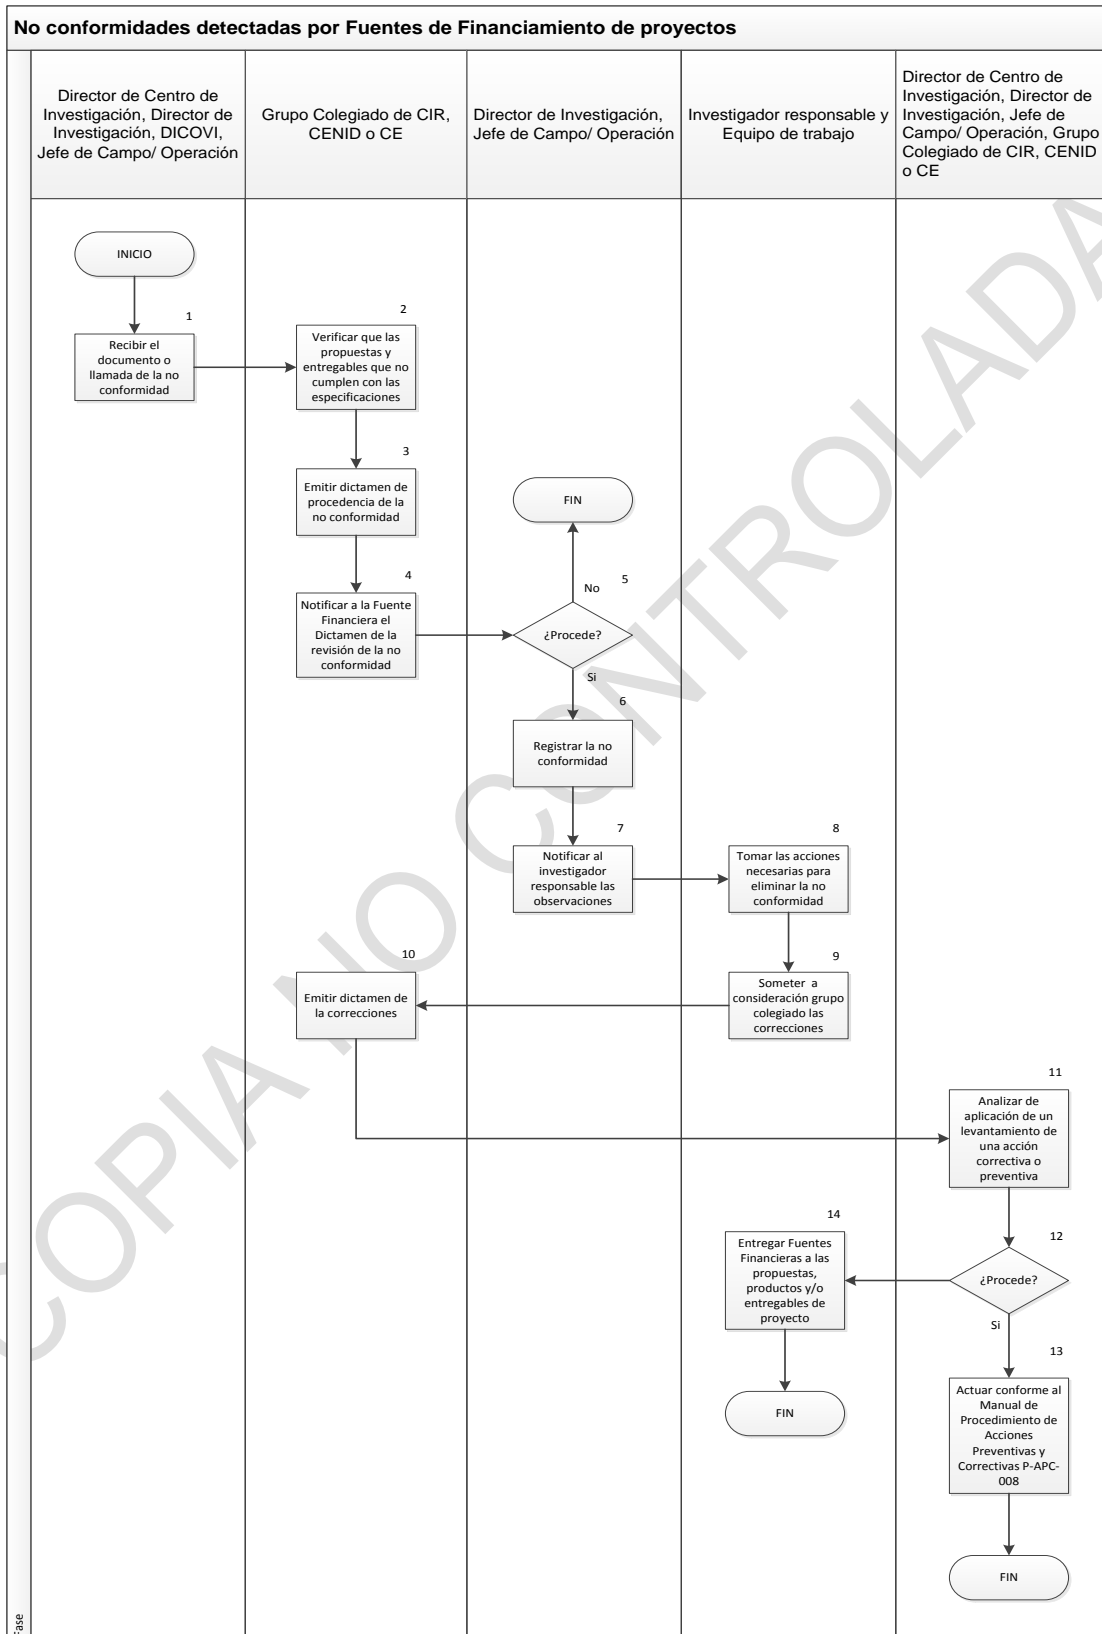 No conformidades detectadas por Fuentes de Financiamiento de proyectos
Director de Centro de
Investigación, Director de
Investigación, DICOVI,
Jefe de Campo/ Operación
Grupo Colegiado de CIR,
CENID o CE
Director de Investigación,
Jefe de Campo/ Operación
Investigador responsable y
Equipo de trabajo
Director de Centro de
Investigación, Director de
Investigación, Jefe de
Campo/ Operación, Grupo
Colegiado de CIR, CENID
o CE
INICIO
1
Recibir el
documento o
llamada de la no
conformidad
2
Verificar que las
propuestas y
entregables que no
cumplen con las
especificaciones
3
Emitir dictamen de
procedencia de la
no conformidad
4
Notificar a la Fuente
Financiera el
Dictamen de la
revisión de la no
conformidad
FIN
No
5
¿Procede?
Si
6
Registrar la no
conformidad
7
Notificar al
investigador
responsable las
observaciones
8
Tomar las acciones
necesarias para
eliminar la no
conformidad
9
Someter a
consideración grupo
colegiado las
correcciones
10
Emitir dictamen de
la correcciones
11
Analizar de
aplicación de un
levantamiento de
una acción
correctiva o
preventiva
12
¿Procede?
Si
14
Entregar Fuentes
Financieras a las
propuestas,
productos y/o
entregables de
proyecto
FIN
13
Actuar conforme al
Manual de
Procedimiento de
Acciones
Preventivas y
Correctivas P-APC-
008
FIN
Fase
COPIA NO CONTROLADA